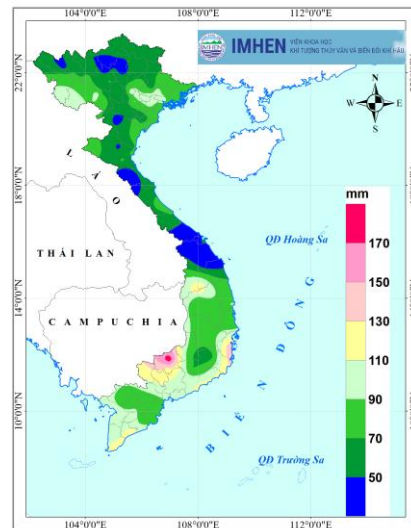 104°0'0"E
108°0'0"E
112°0'0"E
IMHEN
VIỆN KHOA HỌC
KHÍ TƯỢNG THỦY VĂN VÀ BIẾN ĐỔI KHÍ HẬU
22°0'0"N
N
W E
S
LÀO
18°0'0"N
mm
THÁI LAN
QĐ Hoàng Sa
170
150
14°0'0"N
130
CAMPUCHIA
110
90
BIỂN ĐÔNG
70
10°0'0"N
QĐ Trường Sa
50
104°0'0"E
108°0'0"E
112°0'0"E